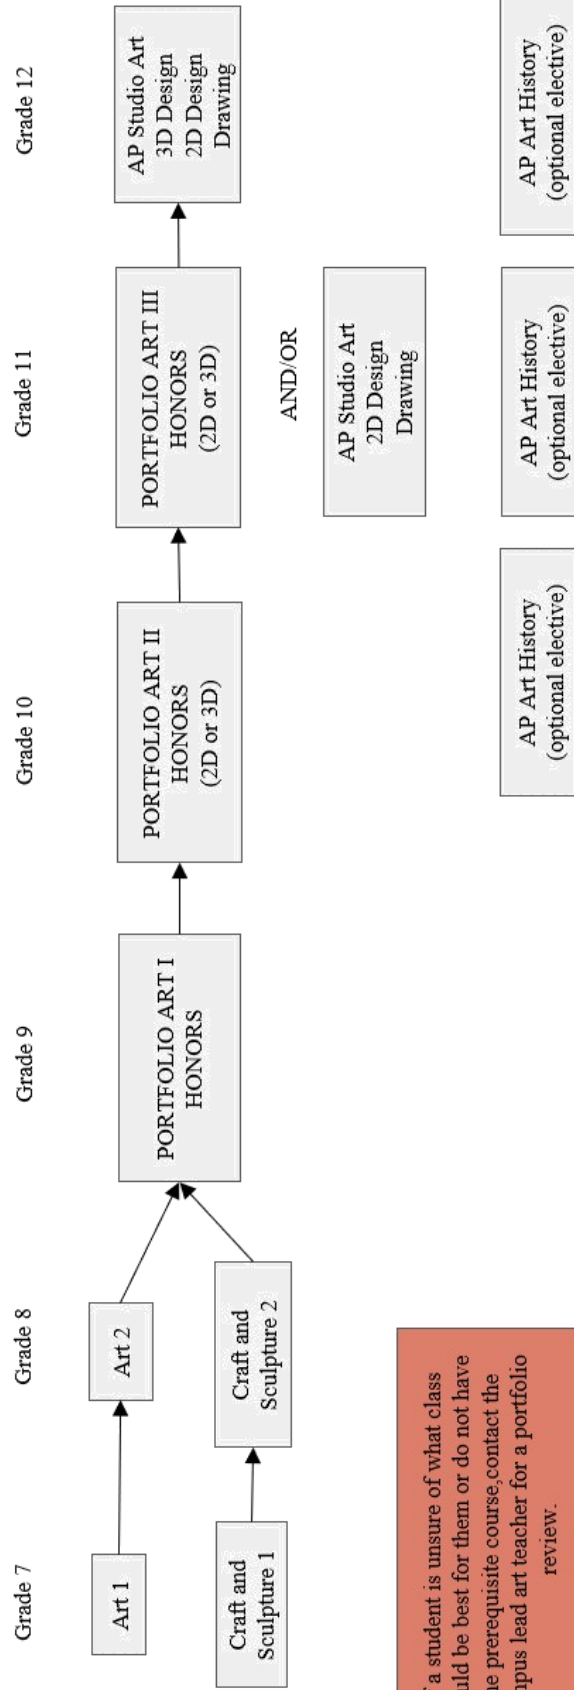 Grade 7
Grade 8
Grade 9
Grade 10
Grade 11
Grade 12
Art 1
Art 2
Craft and
Sculpture 1
Craft and
Sculpture 2
PORTFOLIO ART I
HONORS
PORTFOLIO ART II
HONORS
(2D or 3D)
PORTFOLIO ART III
HONORS
(2D or 3D)
AP Studio Art
3D Design
2D Design
Drawing
AND/OR
AP Studio Art
2D Design
Drawing
AP Art History
(optional elective)
AP Art History
(optional elective)
AP Art History
(optional elective)
a student is unsure of what class
be best for them or do not have
prerequisite course,contact the
lead art teacher for a portfolio
review.